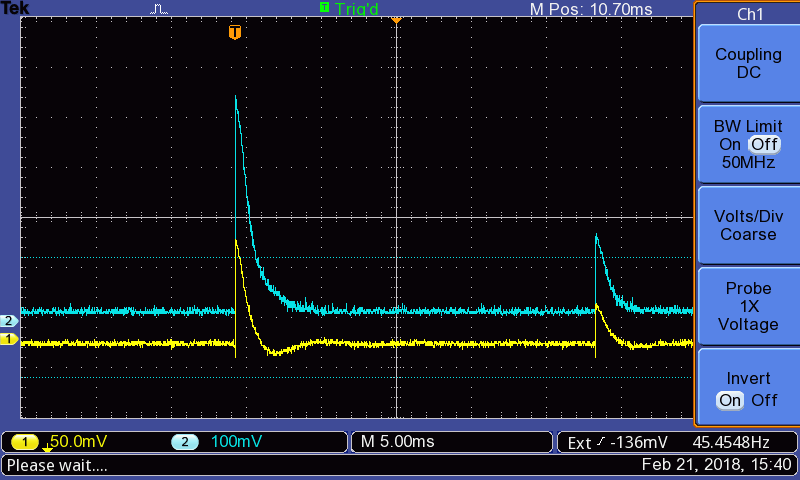 Tek
T Trig'd
M Pos: 10.70ms
Ch1
T
Coupling
DC
BW Limit
On Off
50MHz
Volts/Div
Coarse
Probe
1X
Voltage
Invert
On Off
2
1
1 50.0mV
2 100mV
M 5.00ms
Ext -136mV
45.4548Hz
Please wait....
Feb 21, 2018, 15:40